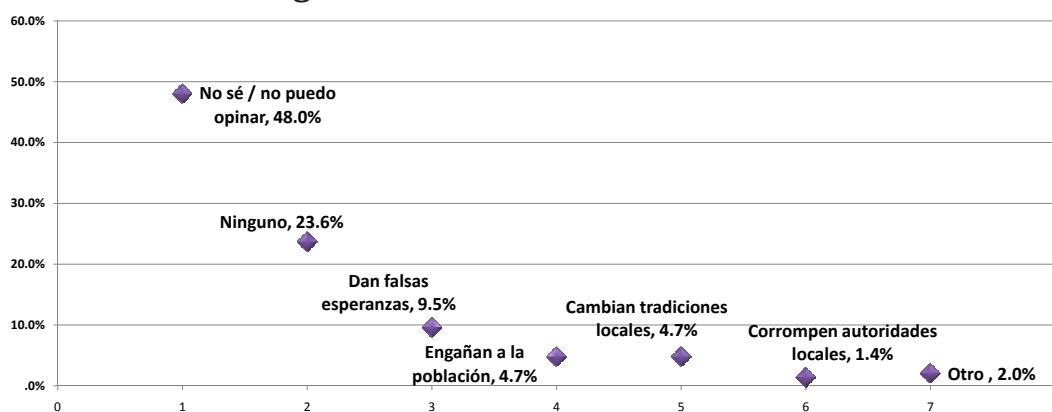 60.0%
50.0%
40.0%
30.0%
20.0%
10.0%
.0%
No sé / no puedo
opinar, 48.0%
Ninguno, 23.6%
Dan falsas
esperanzas, 9.5%
Engañan a la
población, 4.7%
Cambian tradiciones
locales, 4.7%
Corrompen autoridades
locales, 1.4%
Otro , 2.0%
0 1 2 3 4 5 6 7